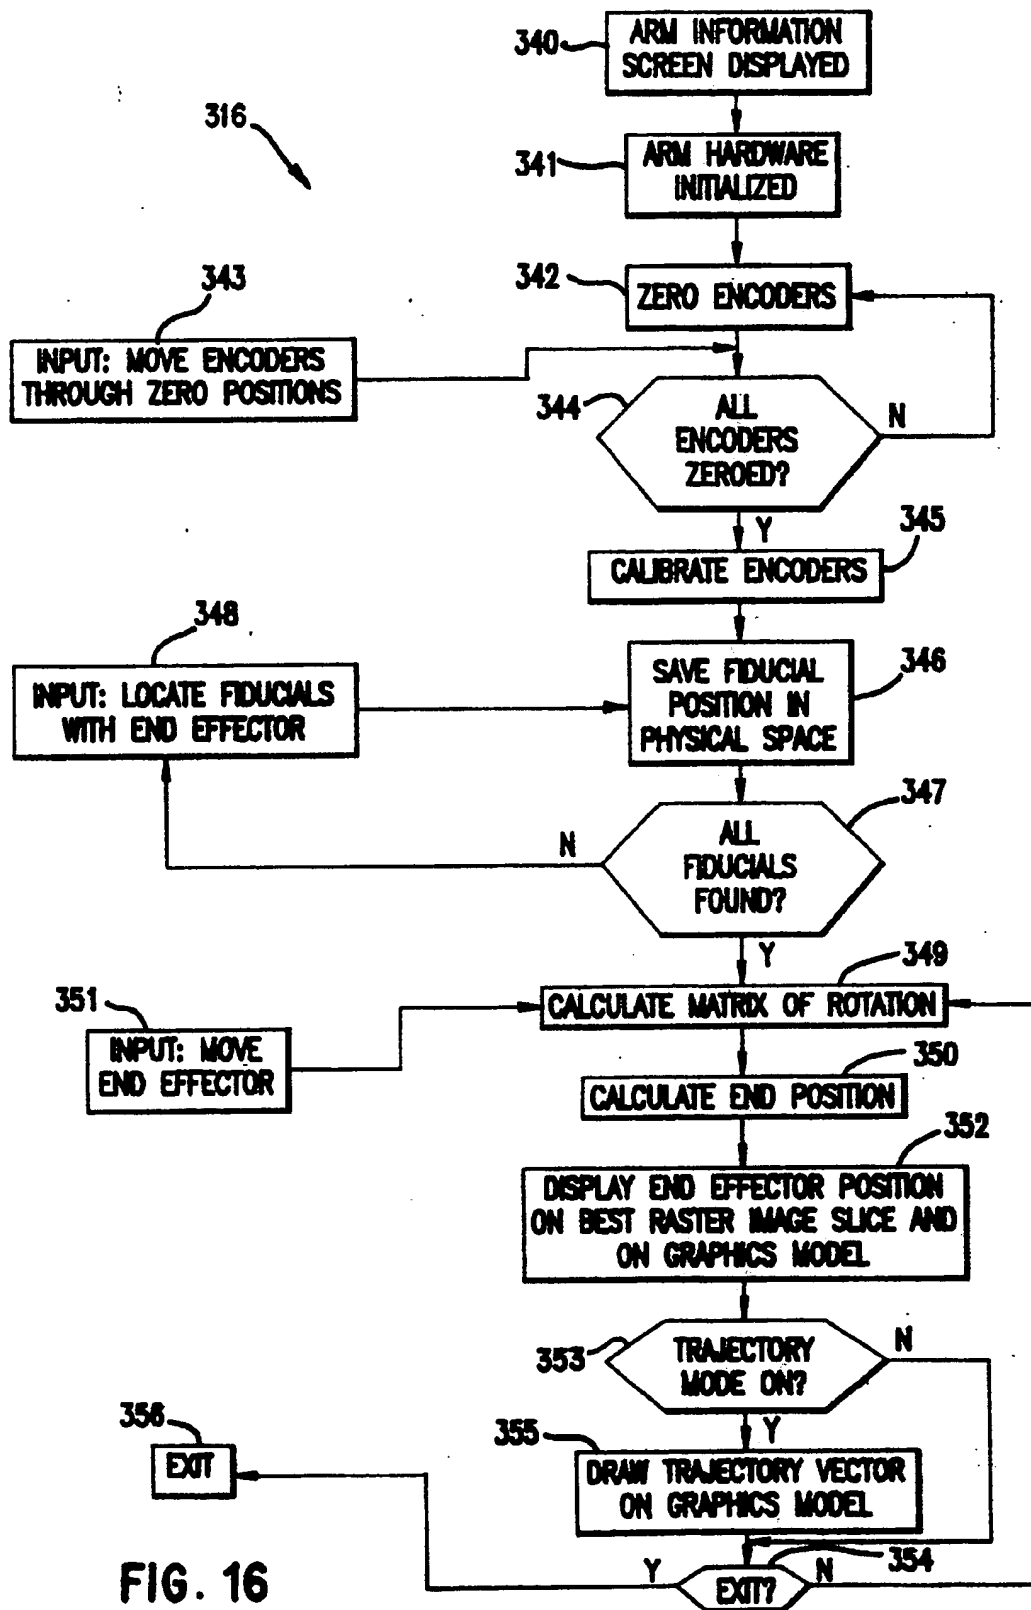 340
ARM INFORMATION
SCREEN DISPLAYED
316
341
ARM HARDWARE
INITIALIZED
342
ZERO ENCODERS
343
INPUT: MOVE ENCODERS
THROUGH ZERO POSITIONS
344
ALL
ENCODERS
ZEROED?
N
Y
345
CALIBRATE ENCODERS
348
INPUT: LOCATE FIDUCIALS
WITH END EFFECTOR
346
SAVE FIDUCIAL
POSITION IN
PHYSICAL SPACE
347
ALL
FIDUCIALS
FOUND?
N
Y
349
CALCULATE MATRIX OF ROTATION
351
INPUT: MOVE
END EFFECTOR
350
CALCULATE END POSITION
352
DISPLAY END EFFECTOR POSITION
ON BEST RASTER IMAGE SLICE AND
ON GRAPHICS MODEL
353
TRAJECTORY
MODE ON?
N
Y
355
DRAW TRAJECTORY VECTOR
ON GRAPHICS MODEL
356
EXIT
354
EXIT?
Y
N
FIG. 16